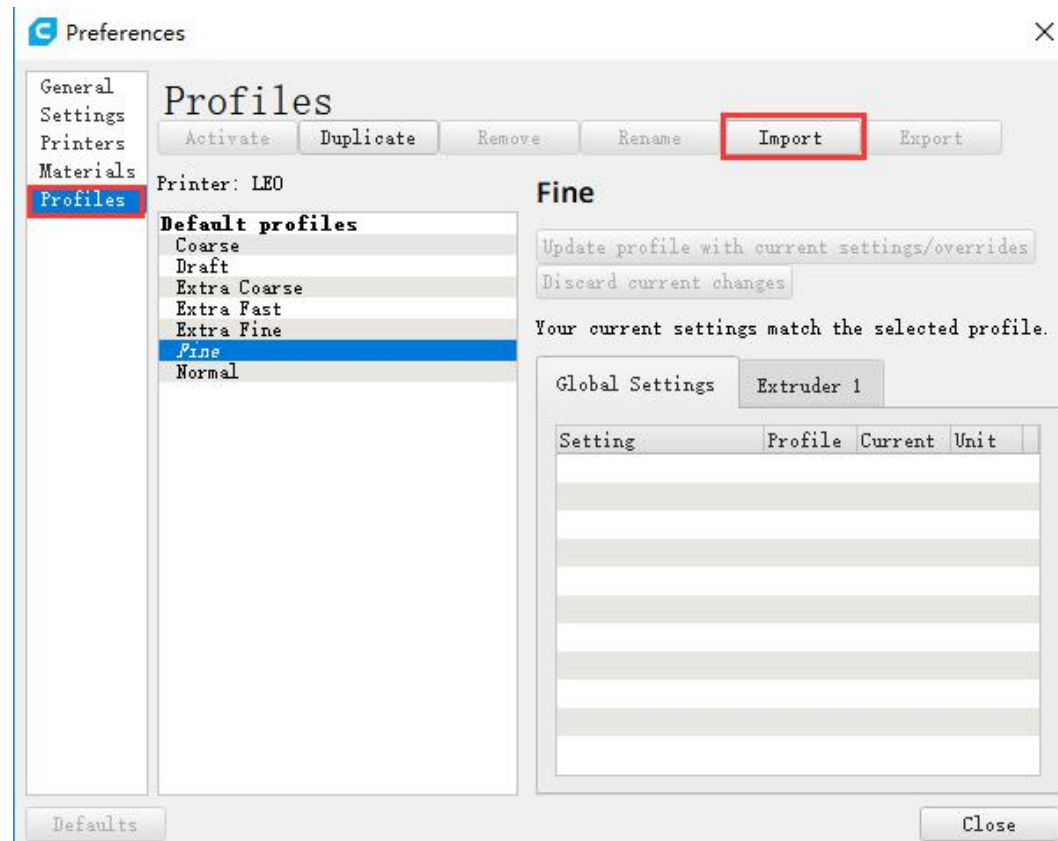 Preferences
General
Settings
Printers
Materials
Profiles
Profiles
Activate Duplicate Remove Rename Import Export
Printer: LEO
Default profiles
Coarse
Draft
Extra Coarse
Extra Fast
Extra Fine
Fine
Normal
Fine
Update profile with current settings/overrides
Discard current changes
Your current settings match the selected profile.
Global Settings Extruder 1
Setting Profile Current Unit
Defaults Close